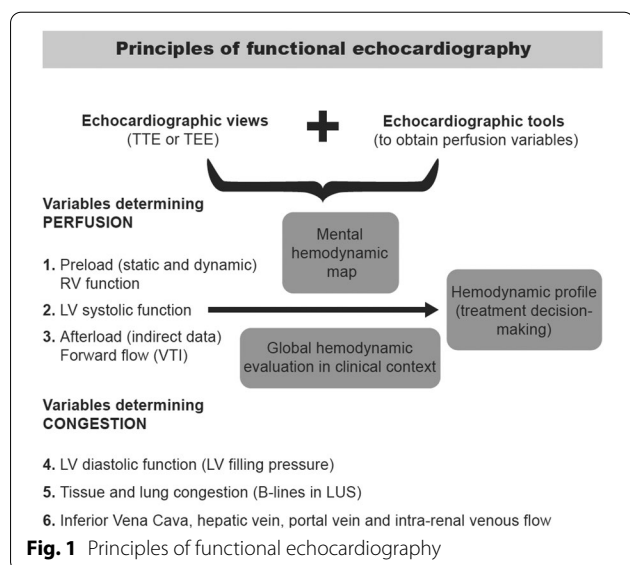 Principles of functional echocardiography
Echocardiographic views
(TTE or TEE)
+
Echocardiographic tools
(to obtain perfusion variables)
Variables determining
PERFUSION
Mental
hemodynamic
map
1. Preload (static and dynamic)
RV function
2. LV systolic function
3. Afterload (indirect data)
Forward flow (VTI)
Hemodynamic profile
(treatment decision-
making)
Global hemodynamic
evaluation in clinical context
Variables determining
CONGESTION
4. LV diastolic function (LV filling pressure)
5. Tissue and lung congestion (B-lines in LUS)
6. Inferior Vena Cava, hepatic vein, portal vein and intra-renal venous flow
Fig. 1 Principles of functional echocardiography